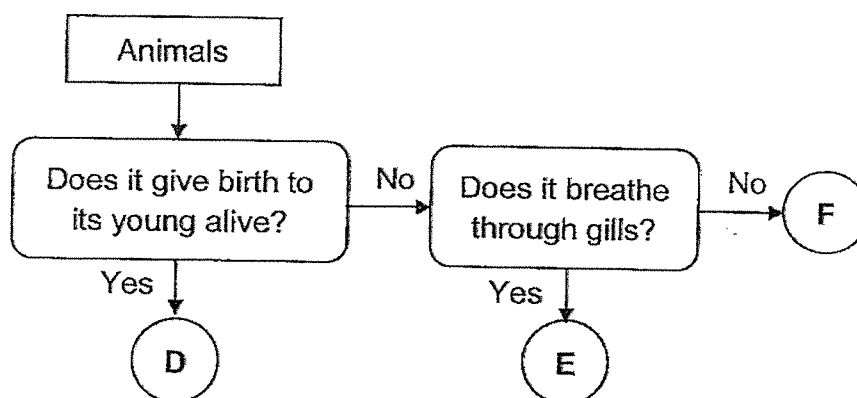 Animals
Does it give birth to
its young alive?
No
Does it breathe
through gills?
No
F
Yes
Yes
D
E